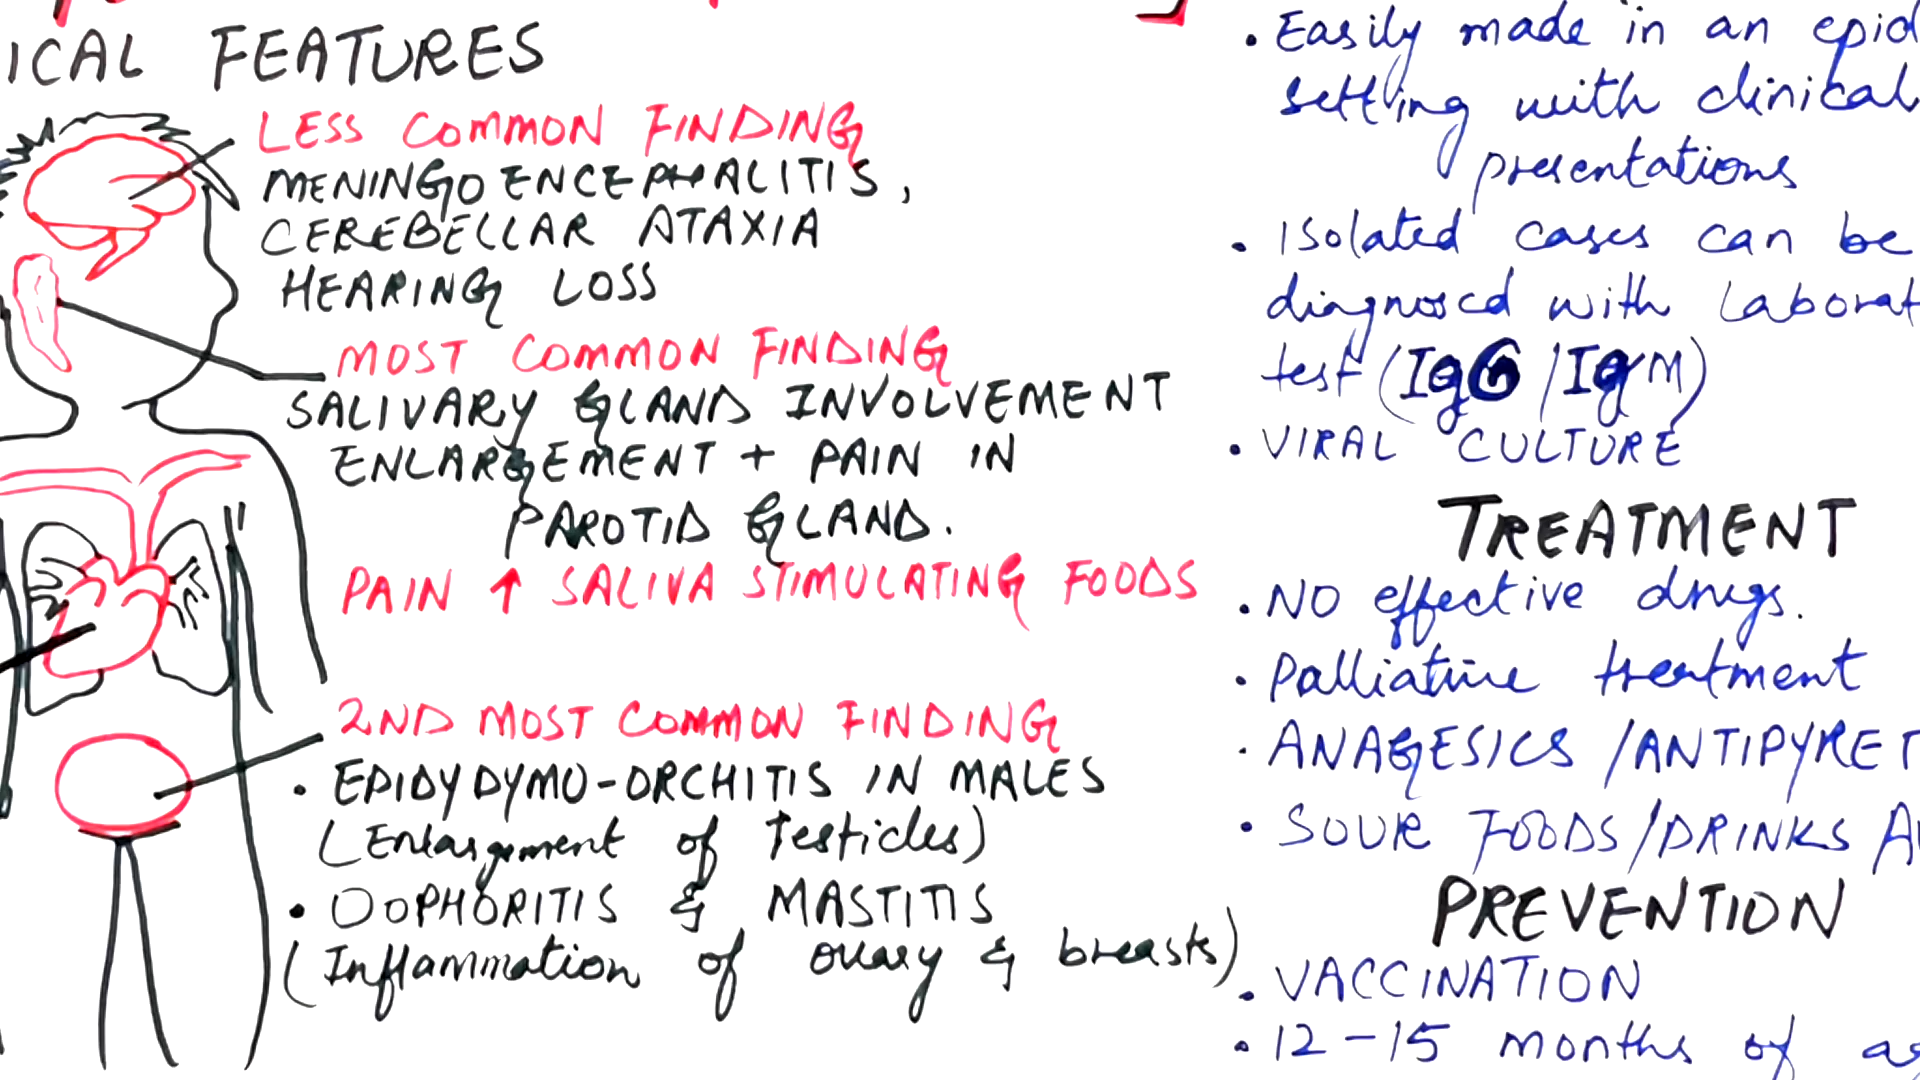 ICAL FEATURES
LESS COMMON FINDING
MENINGOENCEPHALITIS,
CEREBELLAR ATAXIA
HEARING LOSS
MOST COMMON FINDING
SALIVARY GLAND INVOLVEMENT
ENLARGEMENT + PAIN IN
PAROTID GLAND.
PAIN ↑ SALIVA STIMULATING FOODS
2ND MOST COMMON FINDING
• EPIDYDYMO-ORCHITIS IN MALES
(Enlargement of Testicles)
• OOPHORITIS & MASTITIS
(Inflammation of ovary & breasts)
• Easily made in an epid
setting with clinical
presentations
• Isolated cases can be
diagnosed with Laborat
test (IgG/IgM)
• VIRAL CULTURE
TREATMENT
• NO effective drugs.
• Palliative treatment
• ANAGESICS/ANTIPYRET
• SOUR FOODS/DRINKS A
PREVENTION
• VACCINATION
• 12-15 months of ag